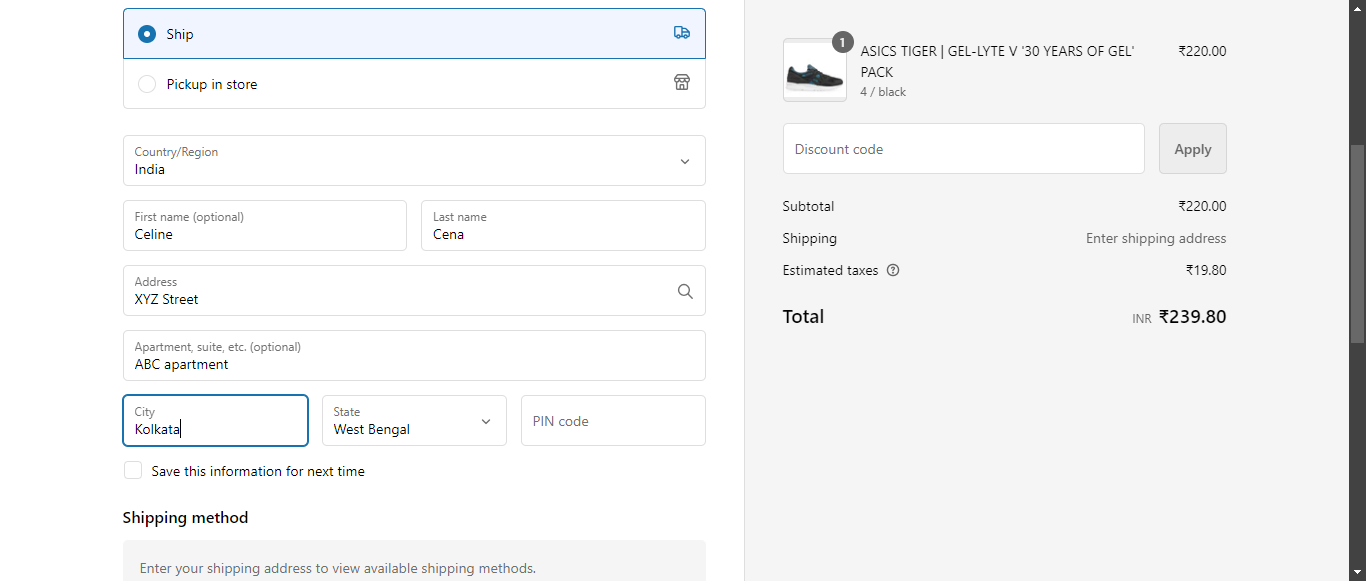 Ship
Pickup in store
Country/Region
India
First name (optional)
Celine
Last name
Cena
Address
XYZ Street
Apartment, suite, etc. (optional)
ABC apartment
City
Kolkata
State
West Bengal
PIN code
Save this information for next time
Shipping method
Enter your shipping address to view available shipping methods.
1
ASICS TIGER | GEL-LYTE V '30 YEARS OF GEL' ₹220.00
PACK
4 / black
Discount code Apply
Subtotal ₹220.00
Shipping Enter shipping address
Estimated taxes ? ₹19.80
Total INR ₹239.80